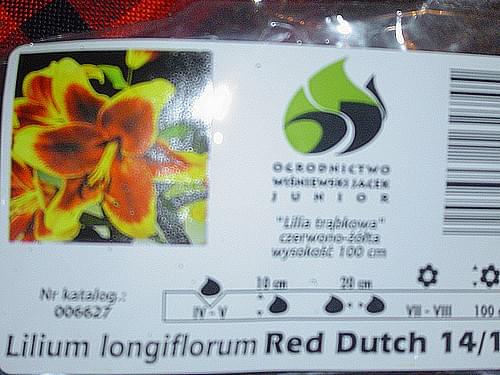 OGRODNICTWO
WIŚNIEWSKI JACEK
JUNIOR
"Lilia trąbkowa"
czerwono-żółta
wysokość 100 cm
Nr katalog.:
006627
10 cm 20 cm
IV - V VII - VIII 100
Lilium longiflorum Red Dutch 14/1